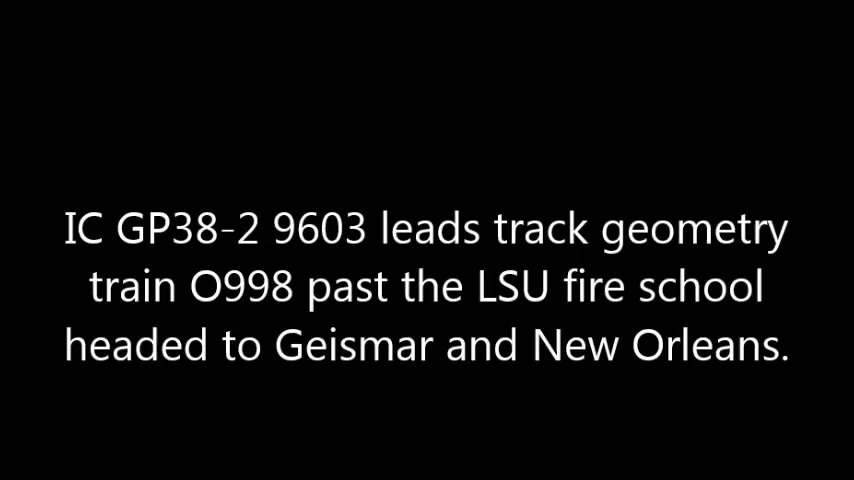 IC GP38-2 9603 leads track geometry
train O998 past the LSU fire school
headed to Geismar and New Orleans.